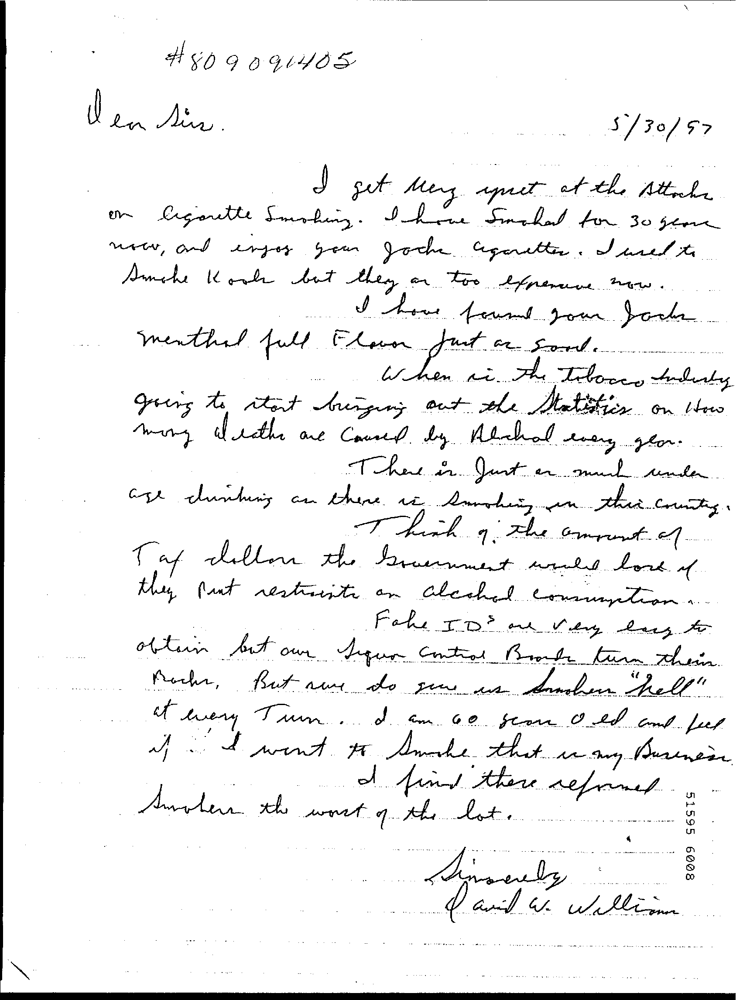 #809091405
Dear Sir.
5/30/97
I get Very upset at the Attacks
on Cigarette Smoking. I have Smoked for 30 years
now, and enjoy your Jacks cigarettes. I used to
Smoke Kools but they are too expensive now.
I have found your Jacks
menthol full Flavor Just as Good.
When is the Tobacco Industry
going to start bringing out the Statistics on How
many deaths are Caused by Alcohol every year.
There is Just as much under
age drinking as there is Smoking in this Country.
Think of the amount of
Tax dollars the Government would lose if
they Put restraints on alcohol consumption.
Fake ID's are very easy to
obtain but our liquor Control Boards turn their
Backs, But sure do give us Smokers "hell"
at every Turn. I am 60 years Old and feel
if I want to Smoke that is my Business
I find these reformed
Smokers the worst of the lot.
Sincerely
David W. Williams
51595 6008